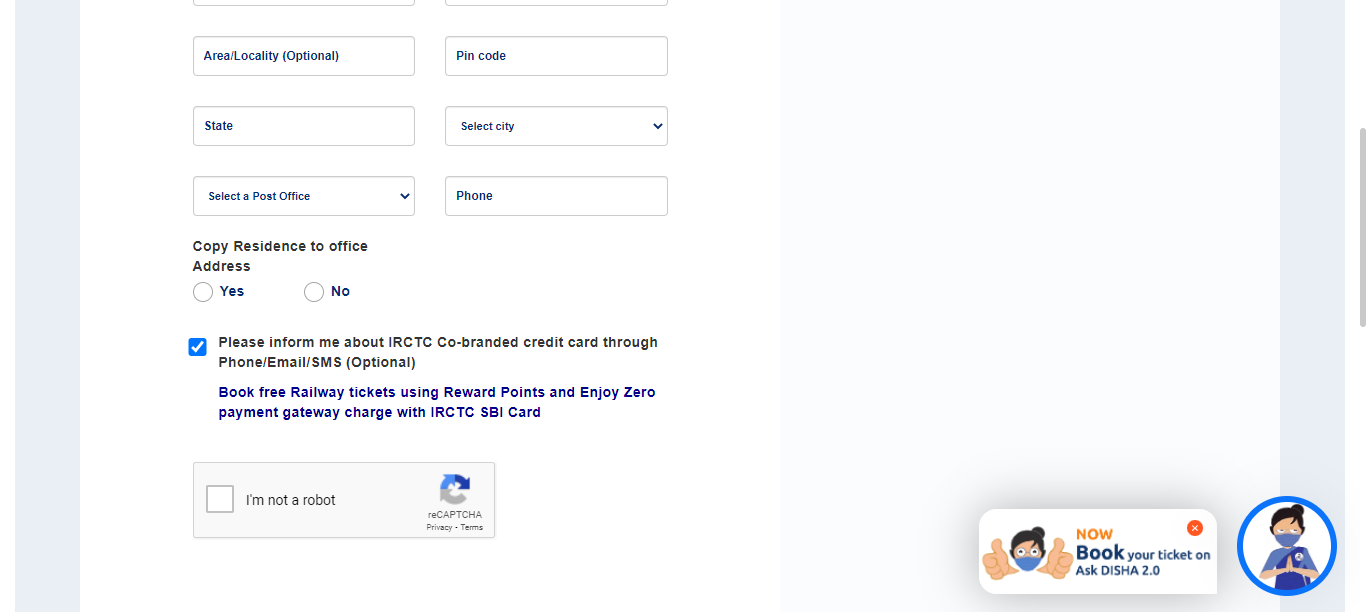 Area/Locality (Optional)
Pin code
State
Select city
Select a Post Office
Phone
Copy Residence to office
Address
Yes
No
Please inform me about IRCTC Co-branded credit card through
Phone/Email/SMS (Optional)
Book free Railway tickets using Reward Points and Enjoy Zero
payment gateway charge with IRCTC SBI Card
I'm not a robot
reCAPTCHA
Privacy - Terms
NOW
Book your ticket on
Ask DISHA 2.0